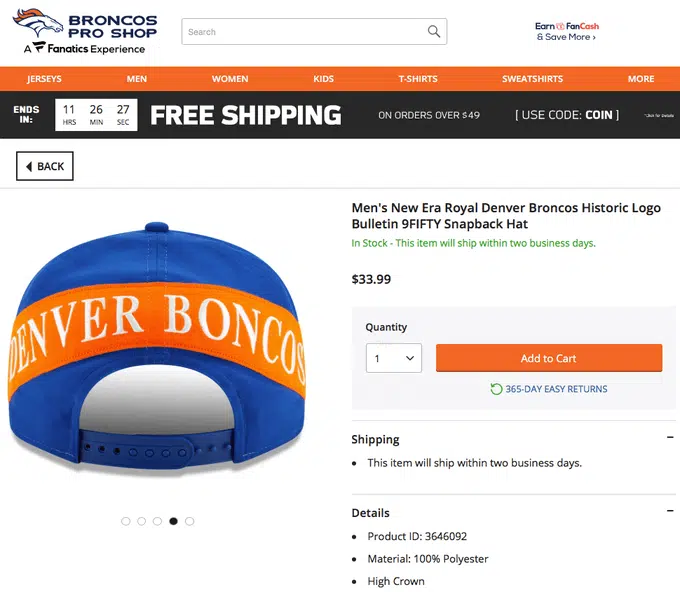 BRONCOS
PRO SHOP
A Fanatics Experience
Search
Earn FanCash
& Save More ›
JERSEYS MEN WOMEN KIDS T-SHIRTS SWEATSHIRTS MORE
ENDS IN:
11 HRS 26 MIN 27 SEC
FREE SHIPPING
ON ORDERS OVER $49
[ USE CODE: COIN ]
BACK
DENVER BONCOS
Men's New Era Royal Denver Broncos Historic Logo
Bulletin 9FIFTY Snapback Hat
In Stock - This item will ship within two business days.
$33.99
Quantity
1
Add to Cart
365-DAY EASY RETURNS
Shipping
This item will ship within two business days.
Details
Product ID: 3646092
Material: 100% Polyester
High Crown